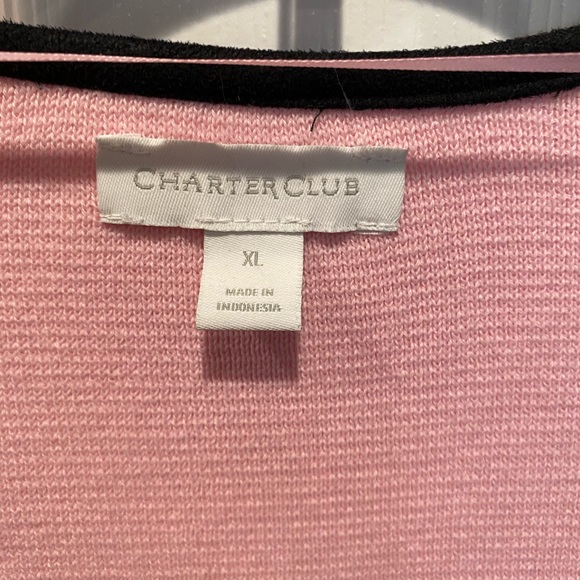 CHARTER CLUB
XL
MADE IN
INDONESIA